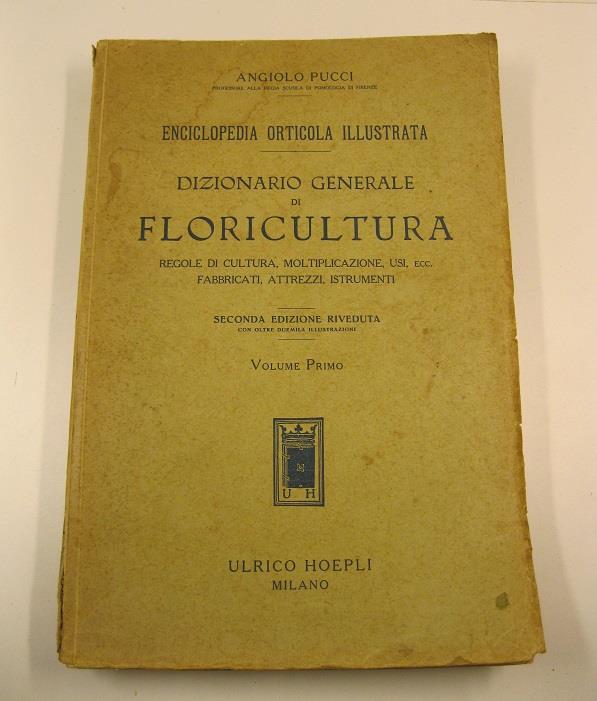 ANGIOLO PUCCI
PROFESSORE ALLA REGIA SCUOLA DI POMOLOGIA DI FIRENZE
ENCICLOPEDIA ORTICOLA ILLUSTRATA
DIZIONARIO GENERALE
DI
FLORICULTURA
REGOLE DI CULTURA, MOLTIPLICAZIONE, USI, ECC.
FABBRICATI, ATTREZZI, ISTRUMENTI
SECONDA EDIZIONE RIVEDUTA
CON OLTRE DUEMILA ILLUSTRAZIONI
VOLUME PRIMO
U H
ULRICO HOEPLI
MILANO